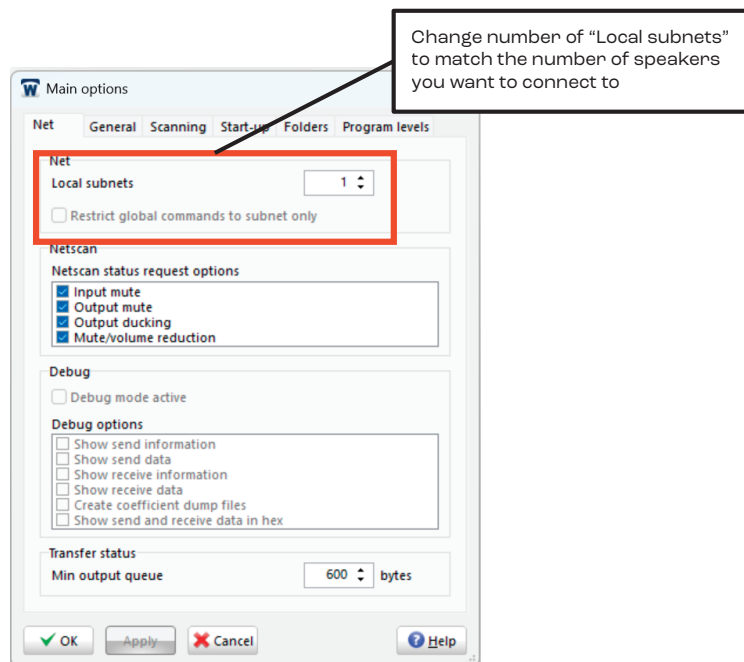 Change number of “Local subnets”
to match the number of speakers
you want to connect to
W Main options
Net General Scanning Start-up Folders Program levels
Net
Local subnets 1
Restrict global commands to subnet only
Netscan
Netscan status request options
Input mute
Output mute
Output ducking
Mute/volume reduction
Debug
Debug mode active
Debug options
Show send information
Show send data
Show receive information
Show receive data
Create coefficient dump files
Show send and receive data in hex
Transfer status
Min output queue 600 bytes
OK Apply Cancel Help